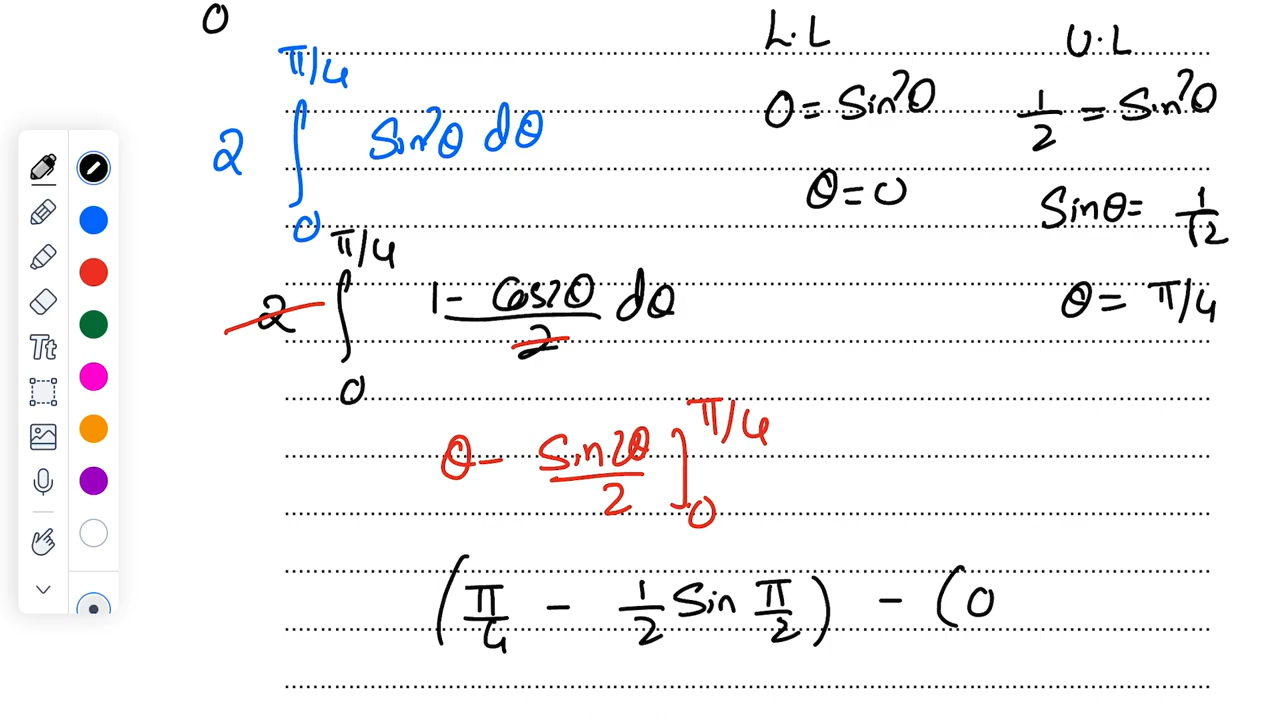 0
L.L U.L
2 ∫₀^π/4 Sin²θ dθ
0 = Sin²θ 1/2 = Sin²θ
θ = 0 Sinθ = 1/√2
2 ∫₀^π/4 1 - Cos2θ/2 dθ
θ = π/4
θ - Sin2θ/2 ]₀^π/4
(π/4 - 1/2 Sin π/2) - (0
Tt